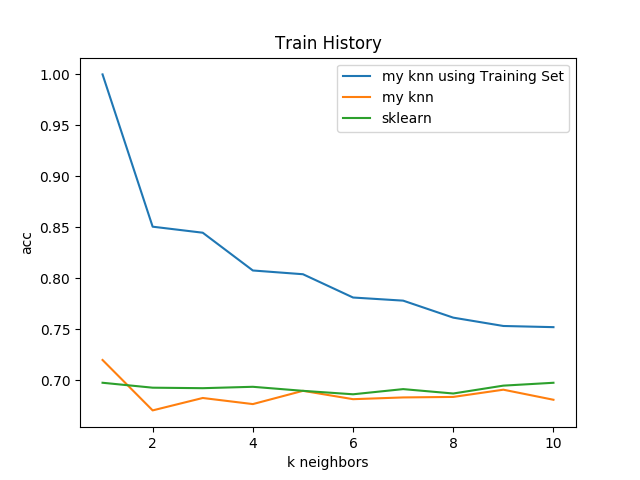 Train History
my knn using Training Set
my knn
sklearn
1.00
0.95
0.90
0.85
0.80
0.75
0.70
acc
2 4 6 8 10
k neighbors